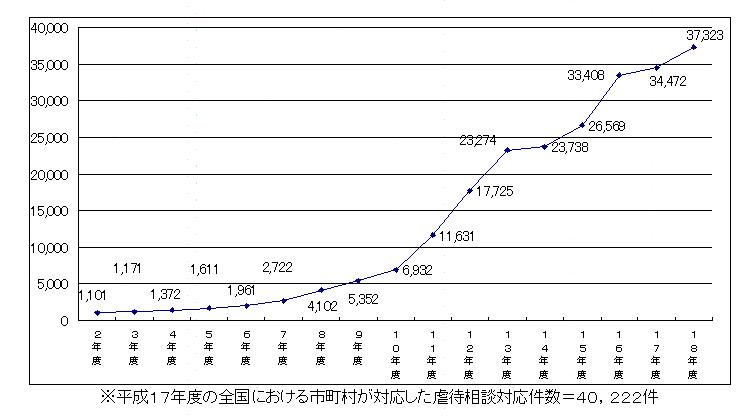 40,000
35,000
30,000
25,000
20,000
15,000
10,000
5,000
0
1,101
1,171
1,372
1,611
1,961
2,722
4,102
5,352
6,932
11,631
17,725
23,274
23,738
26,569
33,408
34,472
37,323
2年度
3年度
4年度
5年度
6年度
7年度
8年度
9年度
10年度
11年度
12年度
13年度
14年度
15年度
16年度
17年度
18年度
※平成17年度の全国における市町村が対応した虐待相談対応件数=40,222件